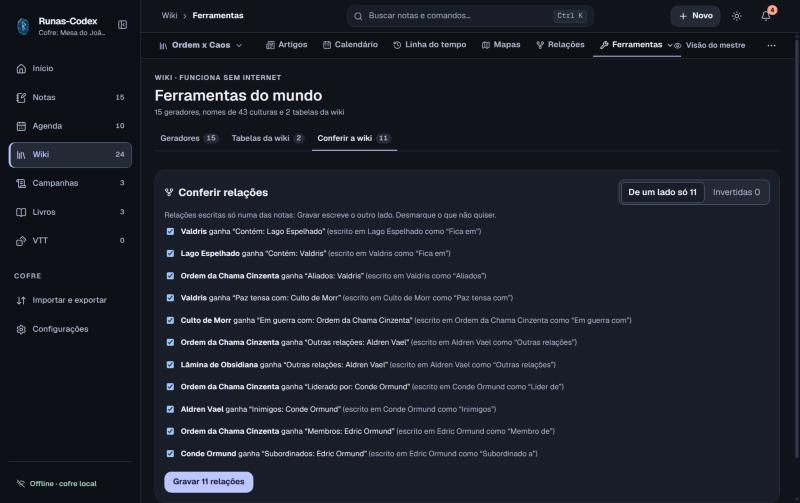 Runas-Codex
Cofre: Mesa do Joã…
Início
Notas 15
Agenda 10
Wiki 24
Campanhas 3
Livros 3
VTT 0
COFRE
Importar e exportar
Configurações
Offline · cofre local
Wiki > Ferramentas
Buscar notas e comandos…
Ctrl K
+ Novo
4
Ordem x Caos
Artigos
Calendário
Linha do tempo
Mapas
Relações
Ferramentas
Visão do mestre
WIKI · FUNCIONA SEM INTERNET
Ferramentas do mundo
15 geradores, nomes de 43 culturas e 2 tabelas da wiki
Geradores 15
Tabelas da wiki 2
Conferir a wiki 11
Conferir relações
De um lado só 11
Invertidas 0
Relações escritas só numa das notas: Gravar escreve o outro lado. Desmarque o que não quiser.
Valdris ganha “Contém: Lago Espelhado” (escrito em Lago Espelhado como “Fica em”)
Lago Espelhado ganha “Contém: Valdris” (escrito em Valdris como “Fica em”)
Ordem da Chama Cinzenta ganha “Aliados: Valdris” (escrito em Valdris como “Aliados”)
Valdris ganha “Paz tensa com: Culto de Morr” (escrito em Culto de Morr como “Paz tensa com”)
Culto de Morr ganha “Em guerra com: Ordem da Chama Cinzenta” (escrito em Ordem da Chama Cinzenta como “Em guerra com”)
Ordem da Chama Cinzenta ganha “Outras relações: Aldren Vael” (escrito em Aldren Vael como “Outras relações”)
Lâmina de Obsidiana ganha “Outras relações: Aldren Vael” (escrito em Aldren Vael como “Outras relações”)
Ordem da Chama Cinzenta ganha “Liderado por: Conde Ormund” (escrito em Conde Ormund como “Líder de”)
Aldren Vael ganha “Inimigos: Conde Ormund” (escrito em Conde Ormund como “Inimigos”)
Ordem da Chama Cinzenta ganha “Membros: Edric Ormund” (escrito em Edric Ormund como “Membro de”)
Conde Ormund ganha “Subordinados: Edric Ormund” (escrito em Edric Ormund como “Subordinado a”)
Gravar 11 relações